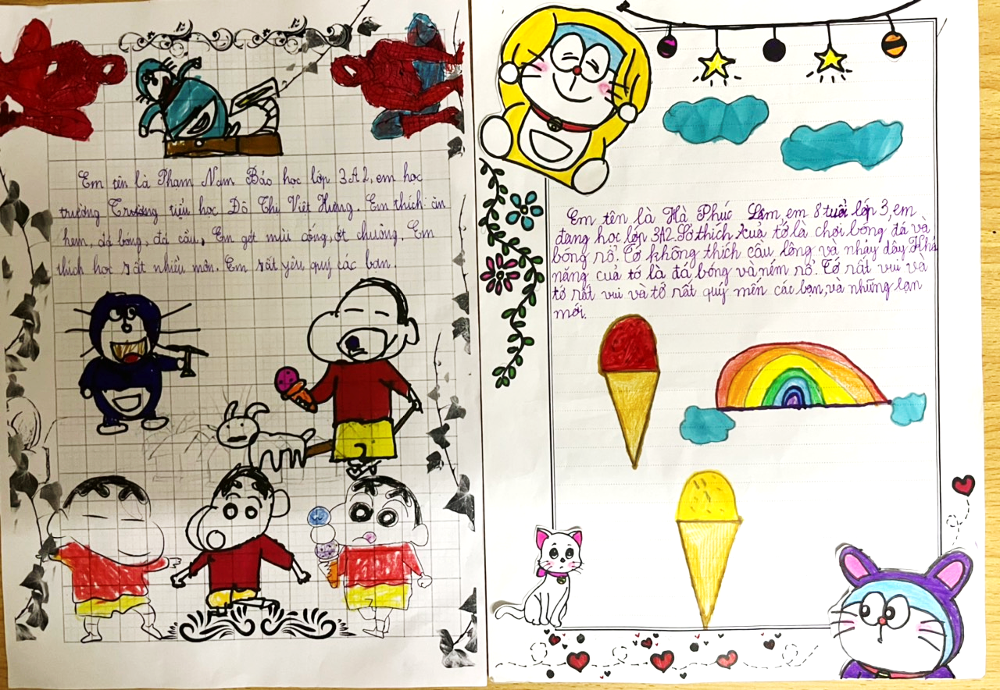 Em tên là Phạm Nam Bảo học lớp 3A2, em học
trường Trường tiểu học Đô Thị Việt Hưng. Em thích: ăn
kem, đá bóng, đá cầu, Em gét mùi cống, ớt chuông. Em
thích học rất nhiều môn. Em rất yêu quý các bạn.
Em tên là Hà Phúc Lâm, em 8 tuổi lớp 3, em
đang học lớp 3A2. Sở thích của tớ là chơi bóng đá và
bóng rổ. Tớ không thích cầu lông và nhảy dây Khả
năng cuả tớ là đá bóng và ném rổ. Tớ rất vui và
tớ rất vui và tớ rất quý mến các bạn, và những bạn
mới.